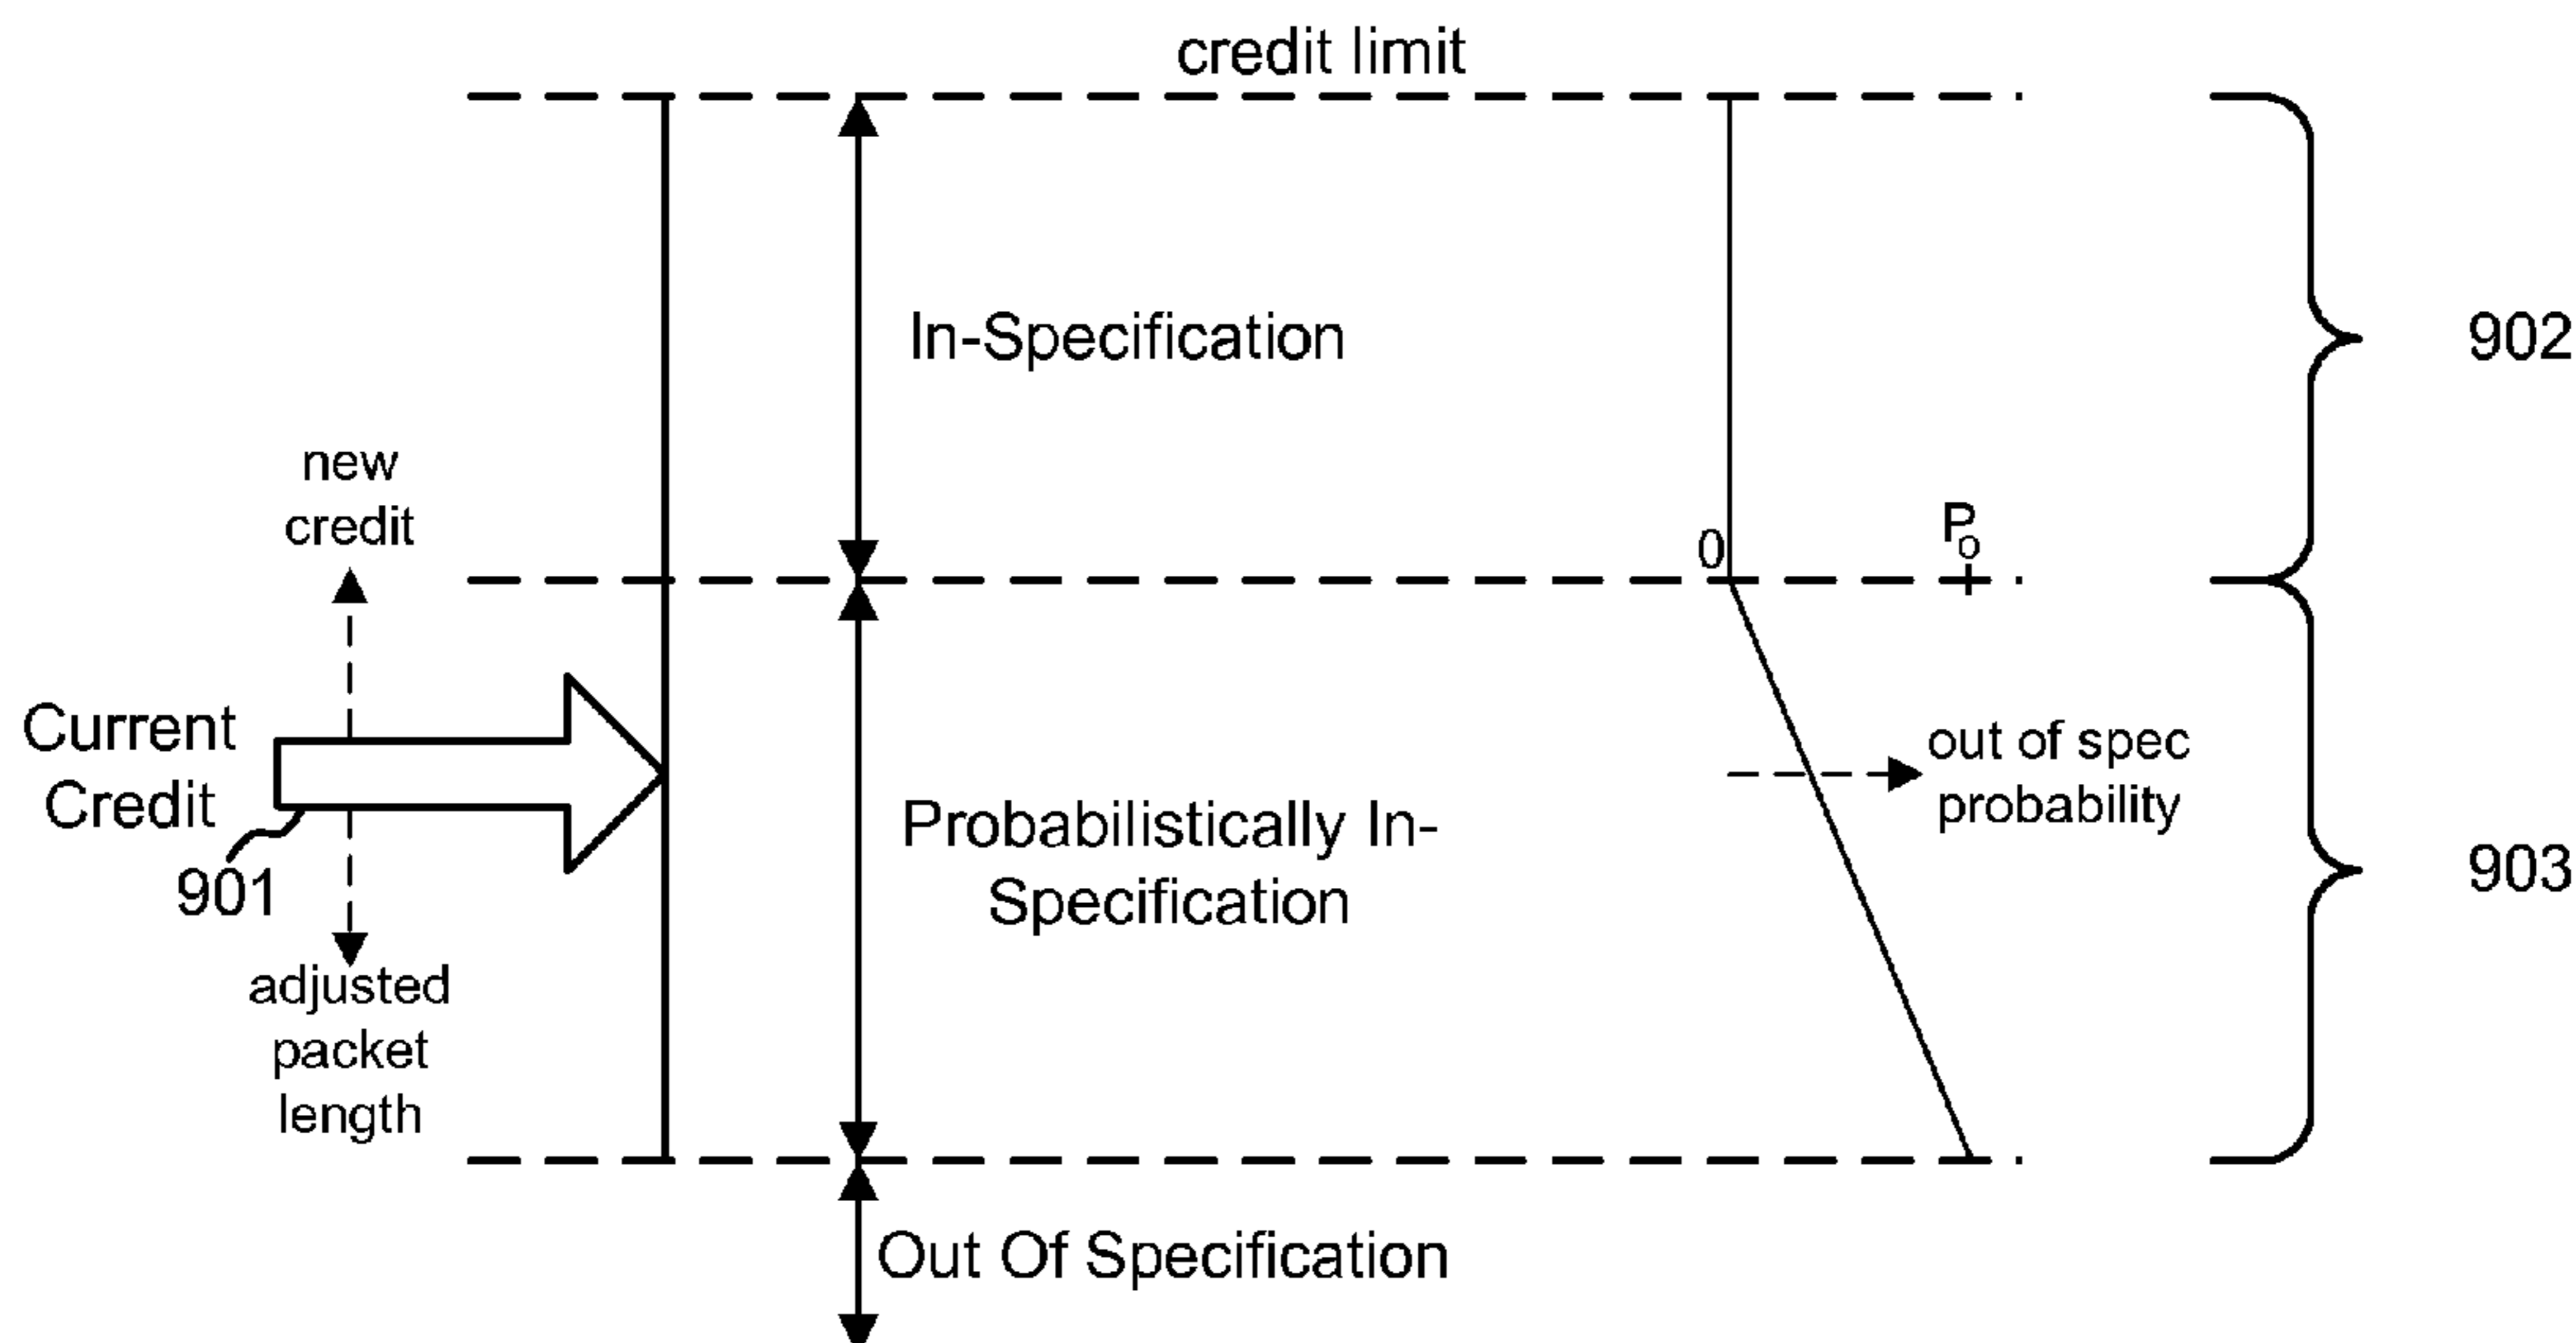 credit limit
In-Specification
902
new
credit
0
Po
Current
Credit
901
out of spec
probability
Probabilistically In-
Specification
903
adjusted
packet
length
Out Of Specification